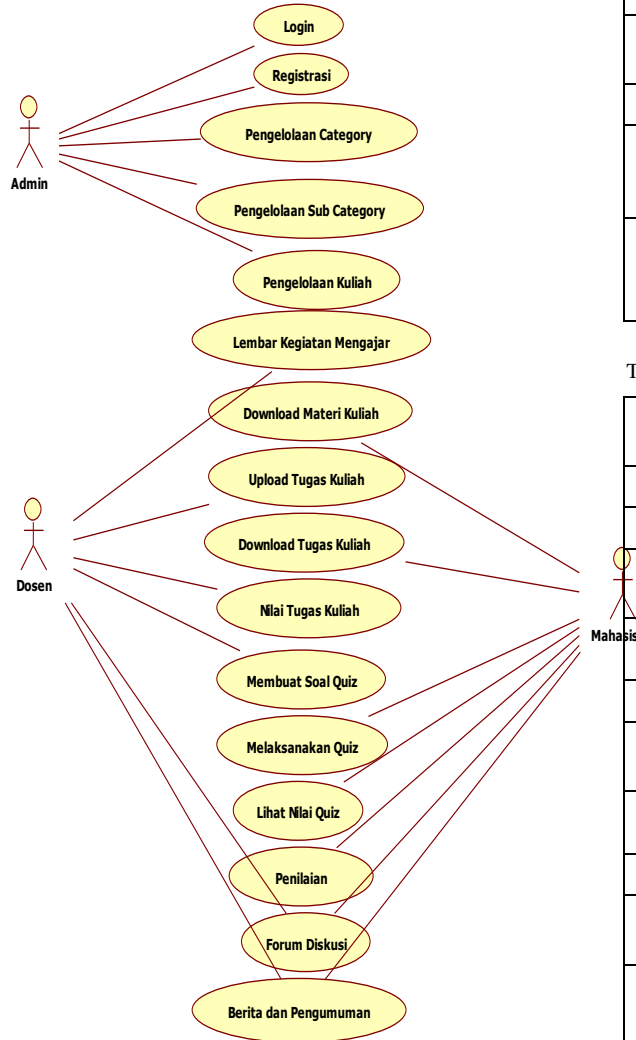 Login
Registrasi
Pengelolaan Category
Admin
Pengelolaan Sub Category
Pengelolaan Kuliah
Lembar Kegiatan Mengajar
T
Download Materi Kuliah
Upload Tugas Kuliah
Download Tugas Kuliah
Dosen
Nilai Tugas Kuliah
Mahasis
Membuat Soal Quiz
Melaksanakan Quiz
Lihat Nilai Quiz
Penilaian
Forum Diskusi
Berita dan Pengumuman